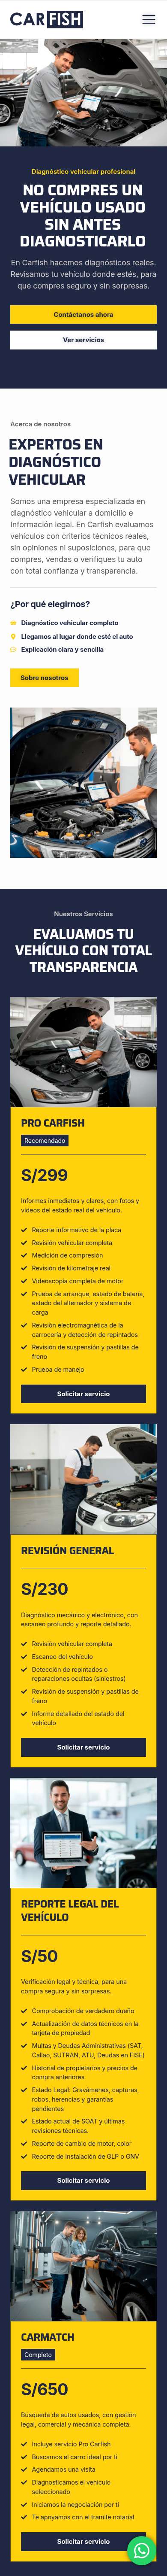 CARFISH
Diagnóstico vehicular profesional
NO COMPRES UN
VEHÍCULO USADO
SIN ANTES
DIAGNOSTICARLO
En Carfish hacemos diagnósticos reales.
Revisamos tu vehículo donde estés, para
que compres seguro y sin sorpresas.
Contáctanos ahora
Ver servicios
Acerca de nosotros
EXPERTOS EN
DIAGNÓSTICO
VEHICULAR
Somos una empresa especializada en
diagnóstico vehicular a domicilio e
Información legal. En Carfish evaluamos
vehículos con criterios técnicos reales,
sin opiniones ni suposiciones, para que
compres, vendas o verifiques tu auto
con total confianza y transparencia.
¿Por qué elegirnos?
Diagnóstico vehicular completo
Llegamos al lugar donde esté el auto
Explicación clara y sencilla
Sobre nosotros
Nuestros Servicios
EVALUAMOS TU
VEHÍCULO CON TOTAL
TRANSPARENCIA
PRO CARFISH
Recomendado
S/299
Informes inmediatos y claros, con fotos y
videos del estado real del vehículo.
Reporte informativo de la placa
Revisión vehicular completa
Medición de compresión
Revisión de kilometraje real
Videoscopía completa de motor
Prueba de arranque, estado de batería,
estado del alternador y sistema de
carga
Revisión electromagnética de la
carrocería y detección de repintados
Revisión de suspensión y pastillas de
freno
Prueba de manejo
Solicitar servicio
REVISIÓN GENERAL
S/230
Diagnóstico mecánico y electrónico, con
escaneo profundo y reporte detallado.
Revisión vehicular completa
Escaneo del vehículo
Detección de repintados o
reparaciones ocultas (siniestros)
Revisión de suspensión y pastillas de
freno
Informe detallado del estado del
vehículo
Solicitar servicio
REPORTE LEGAL DEL
VEHÍCULO
S/50
Verificación legal y técnica, para una
compra segura y sin sorpresas.
Comprobación de verdadero dueño
Actualización de datos técnicos en la
tarjeta de propiedad
Multas y Deudas Administrativas (SAT,
Callao, SUTRAN, ATU, Deudas en FISE)
Historial de propietarios y precios de
compra anteriores
Estado Legal: Gravámenes, capturas,
robos, herencias y garantías
pendientes
Estado actual de SOAT y últimas
revisiones técnicas.
Reporte de cambio de motor, color
Reporte de Instalación de GLP o GNV
Solicitar servicio
CARMATCH
Completo
S/650
Búsqueda de autos usados, con gestión
legal, comercial y mecánica completa.
Incluye servicio Pro Carfish
Buscamos el carro ideal por ti
Agendamos una visita
Diagnosticamos el vehículo
seleccionado
Iniciamos la negociación por ti
Te apoyamos con el tramite notarial
Solicitar servicio